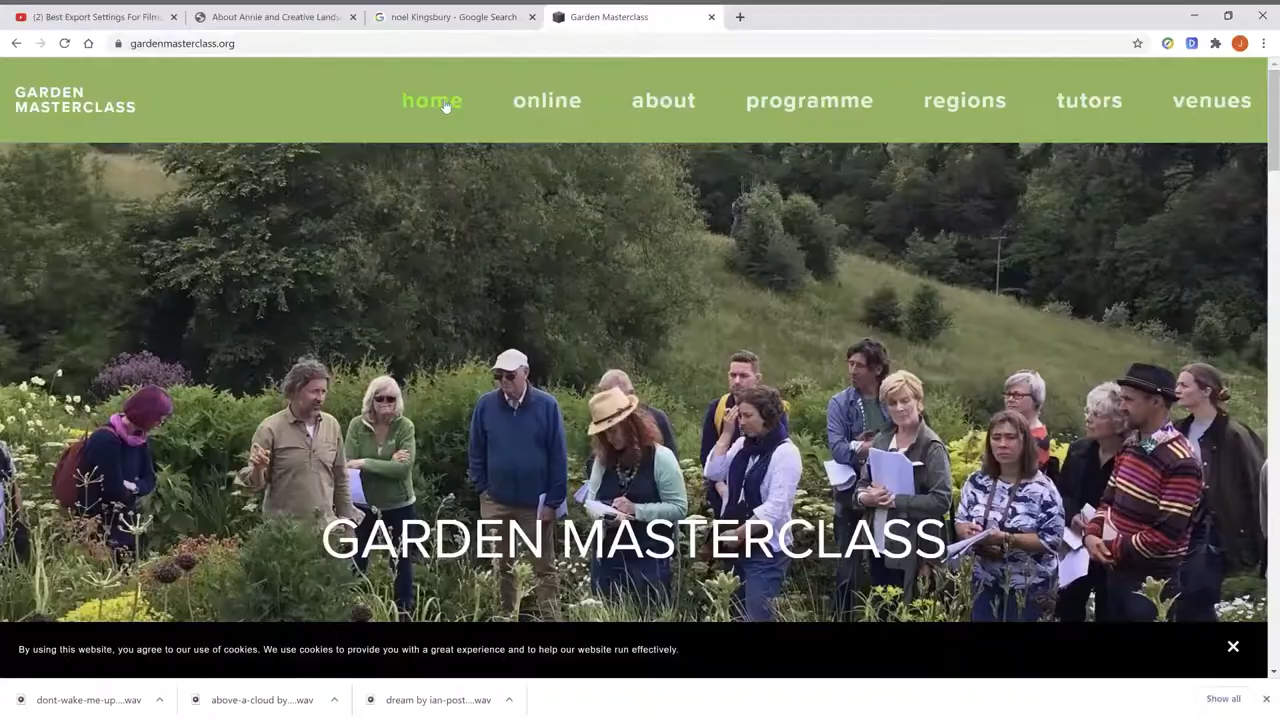 (2) Best Export Settings For Film
About Annie and Creative Lands
noel Kingsbury - Google Search
Garden Masterclass
gardenmasterclass.org
J
GARDEN
MASTERCLASS
home
online
about
programme
regions
tutors
venues
GARDEN MASTERCLASS
By using this website, you agree to our use of cookies. We use cookies to provide you with a great experience and to help our website run effectively.
dont-wake-me-up....wav
above-a-cloud by....wav
dream by ian-post....wav
Show all